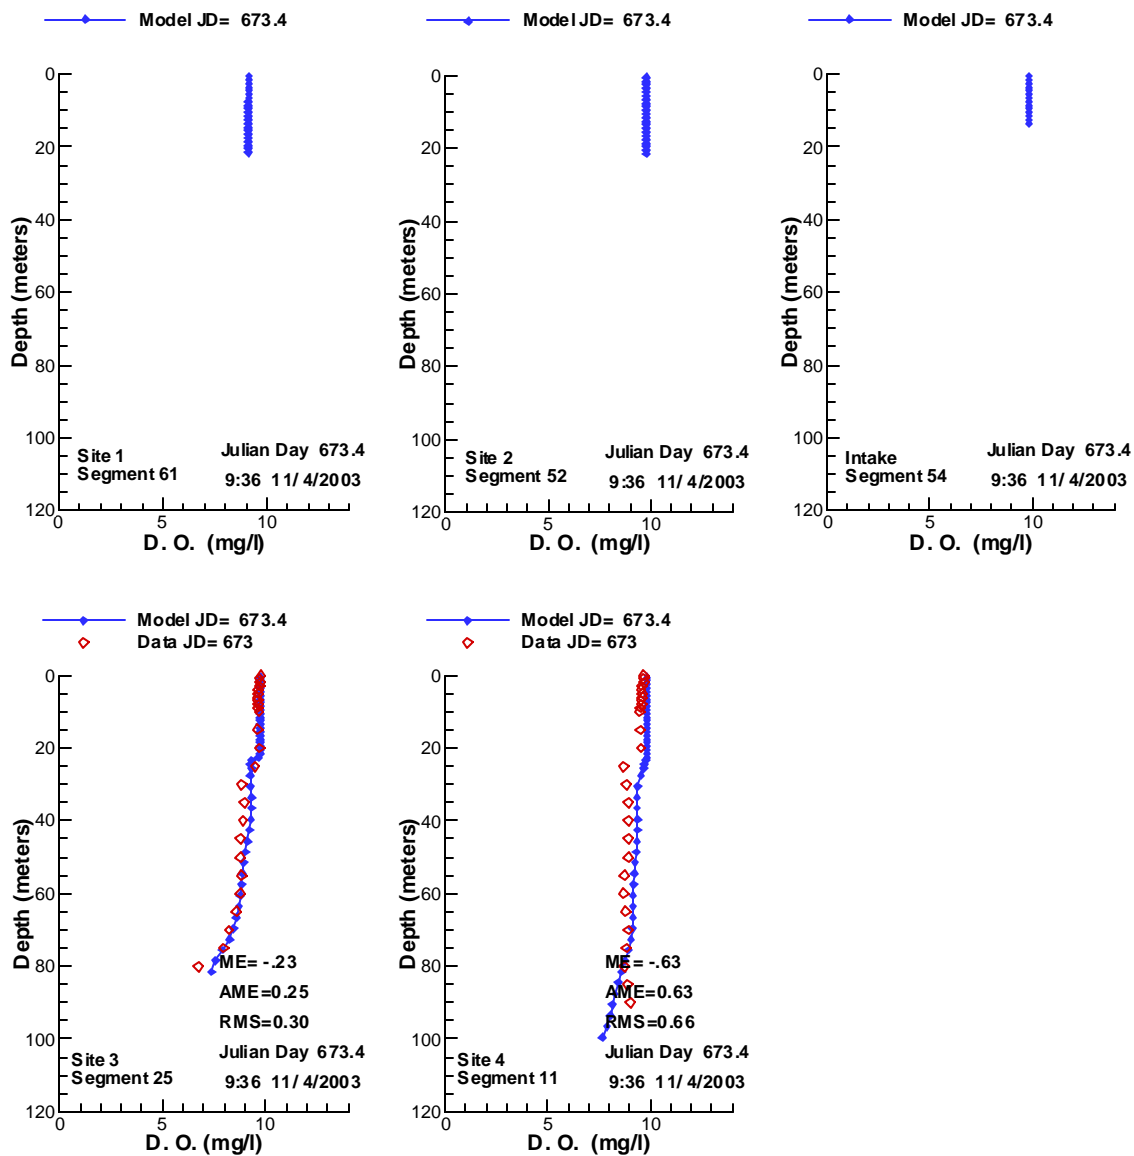 Model JD= 673.4
0
20
40
60
80
100
120
Depth (meters)
Site 1
Segment 61
Julian Day 673.4
9:36 11/ 4/2003
0 5 10
D. O. (mg/l)
Model JD= 673.4
0
20
40
60
80
100
120
Depth (meters)
Site 2
Segment 52
Julian Day 673.4
9:36 11/ 4/2003
0 5 10
D. O. (mg/l)
Model JD= 673.4
0
20
40
60
80
100
120
Depth (meters)
Intake
Segment 54
Julian Day 673.4
9:36 11/ 4/2003
0 5 10
D. O. (mg/l)
Model JD= 673.4
Data JD= 673
0
20
40
60
80
100
120
Depth (meters)
ME= -.23
AME=0.25
RMS=0.30
Site 3
Segment 25
Julian Day 673.4
9:36 11/ 4/2003
0 5 10
D. O. (mg/l)
Model JD= 673.4
Data JD= 673
0
20
40
60
80
100
120
Depth (meters)
ME= -.63
AME=0.63
RMS=0.66
Site 4
Segment 11
Julian Day 673.4
9:36 11/ 4/2003
0 5 10
D. O. (mg/l)